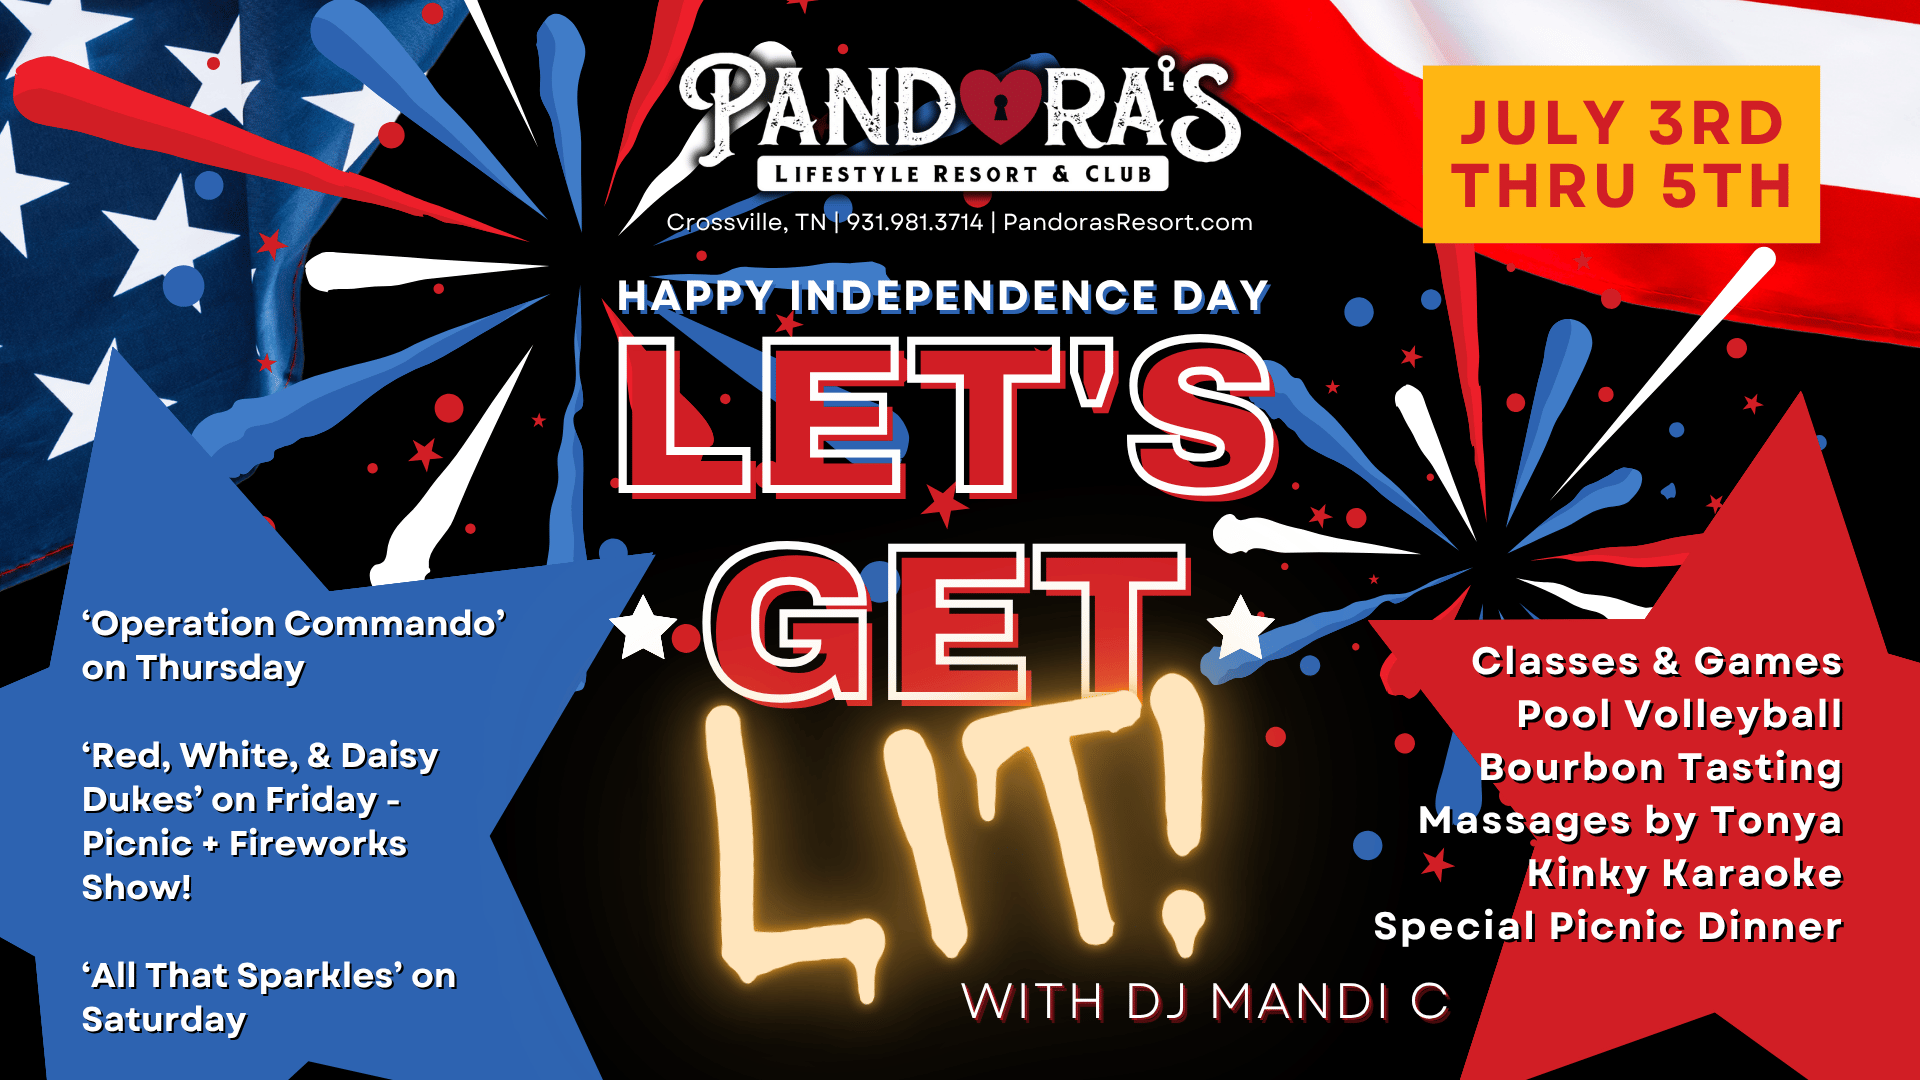 PANDORA'S
LIFESTYLE RESORT & CLUB
Crossville, TN | 931.981.3714 | PandorasResort.com
JULY 3RD
THRU 5TH
HAPPY INDEPENDENCE DAY
LET'S
GET
LIT!
WITH DJ MANDI C
‘Operation Commando’
on Thursday
‘Red, White, & Daisy
Dukes’ on Friday -
Picnic + Fireworks
Show!
‘All That Sparkles’ on
Saturday
Classes & Games
Pool Volleyball
Bourbon Tasting
Massages by Tonya
Kinky Karaoke
Special Picnic Dinner